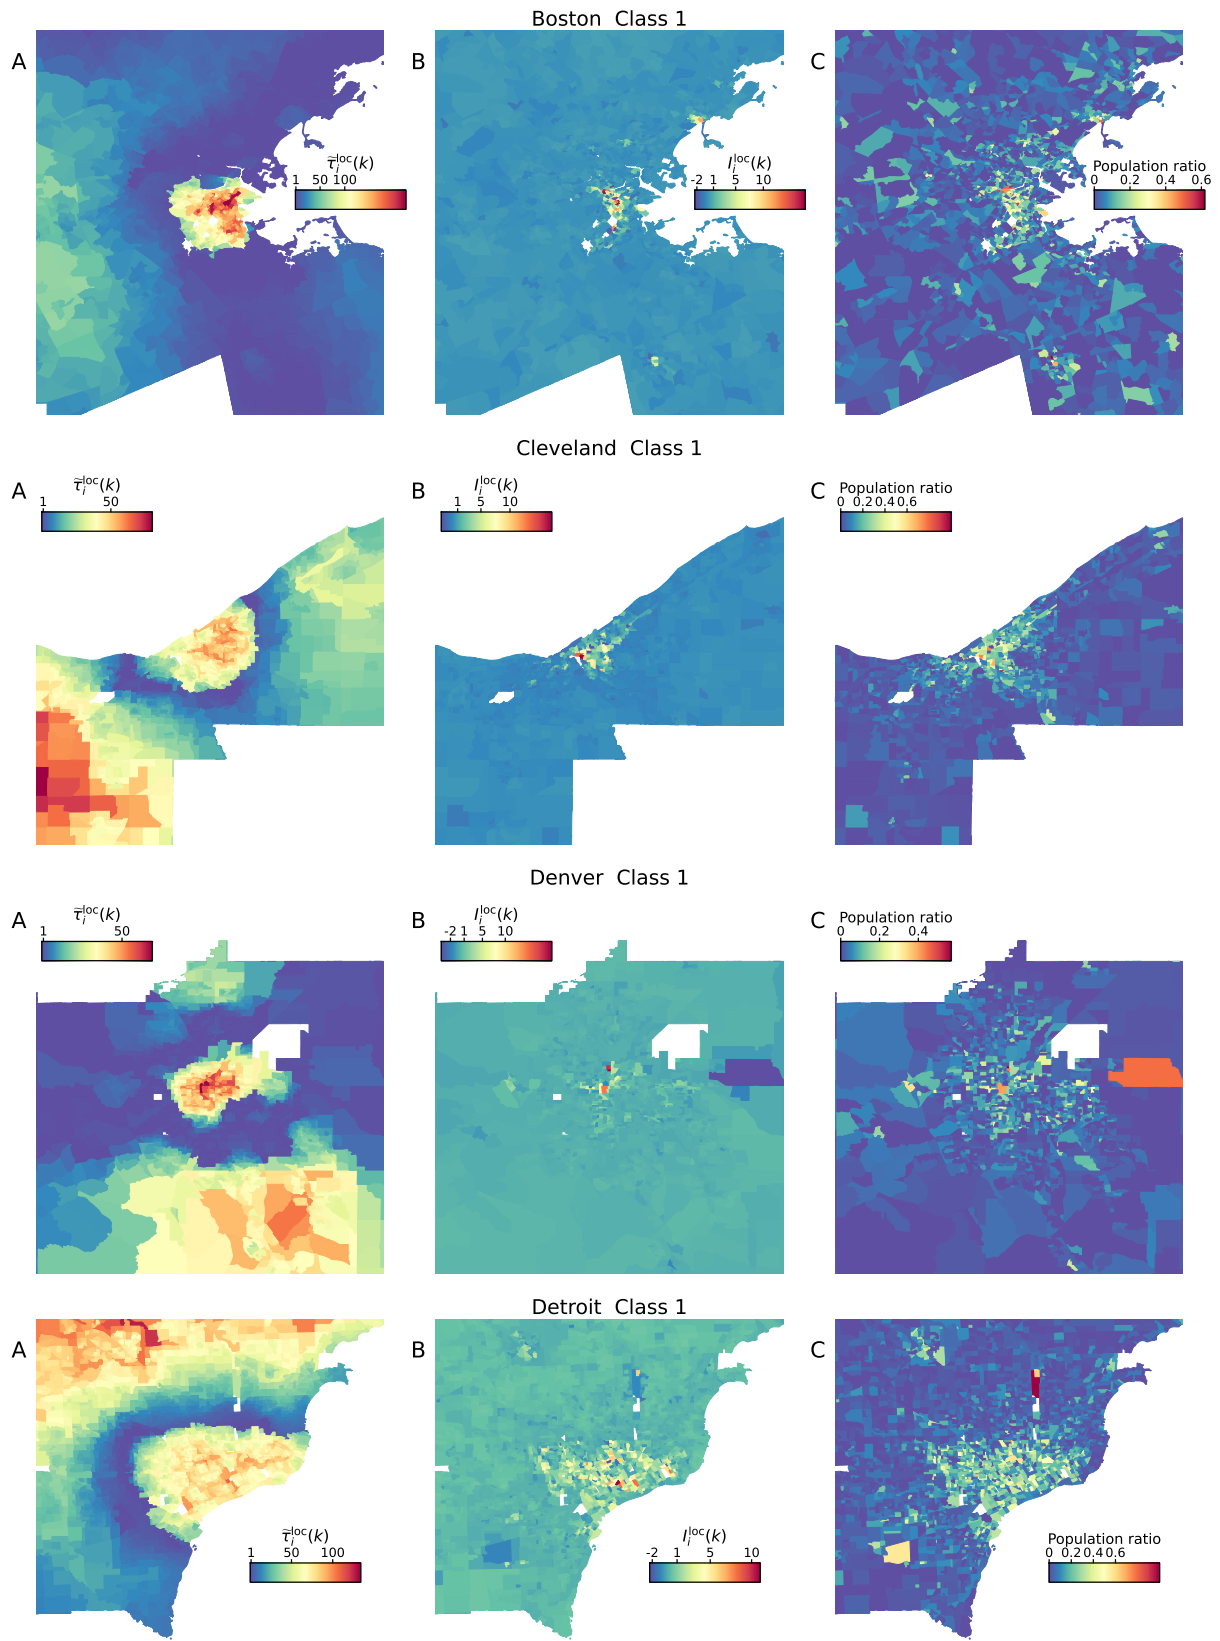 Boston  Class 1
A
B
C
τ̃ᵢˡᵒᶜ(k)
1 50 100
Iᵢˡᵒᶜ(k)
-2 1 5 10
Population ratio
0 0.2 0.4 0.6
Cleveland  Class 1
A
B
C
τ̃ᵢˡᵒᶜ(k)
1 50
Iᵢˡᵒᶜ(k)
1 5 10
Population ratio
0 0.2 0.4 0.6
Denver  Class 1
A
B
C
τ̃ᵢˡᵒᶜ(k)
1 50
Iᵢˡᵒᶜ(k)
-2 1 5 10
Population ratio
0 0.2 0.4
Detroit  Class 1
A
B
C
τ̃ᵢˡᵒᶜ(k)
1 50 100
Iᵢˡᵒᶜ(k)
-2 1 5 10
Population ratio
0 0.2 0.4 0.6